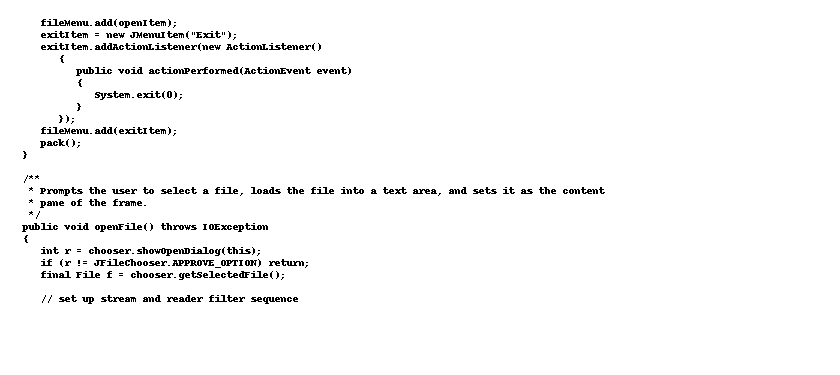 fileMenu.add(openItem);
exitItem = new JMenuItem("Exit");
exitItem.addActionListener(new ActionListener()
{
public void actionPerformed(ActionEvent event)
{
System.exit(0);
}
});
fileMenu.add(exitItem);
pack();
}
/**
* Prompts the user to select a file, loads the file into a text area, and sets it as the content
* pane of the frame.
*/
public void openFile() throws IOException
{
int r = chooser.showOpenDialog(this);
if (r != JFileChooser.APPROVE_OPTION) return;
final File f = chooser.getSelectedFile();
// set up stream and reader filter sequence